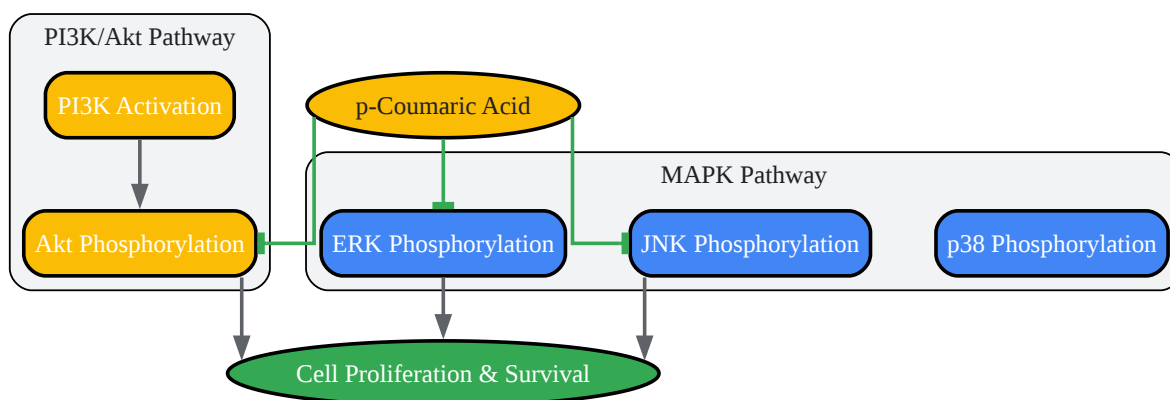 PI3K/Akt Pathway
PI3K Activation
p-Coumaric Acid
MAPK Pathway
Akt Phosphorylation
ERK Phosphorylation
JNK Phosphorylation
p38 Phosphorylation
Cell Proliferation & Survival